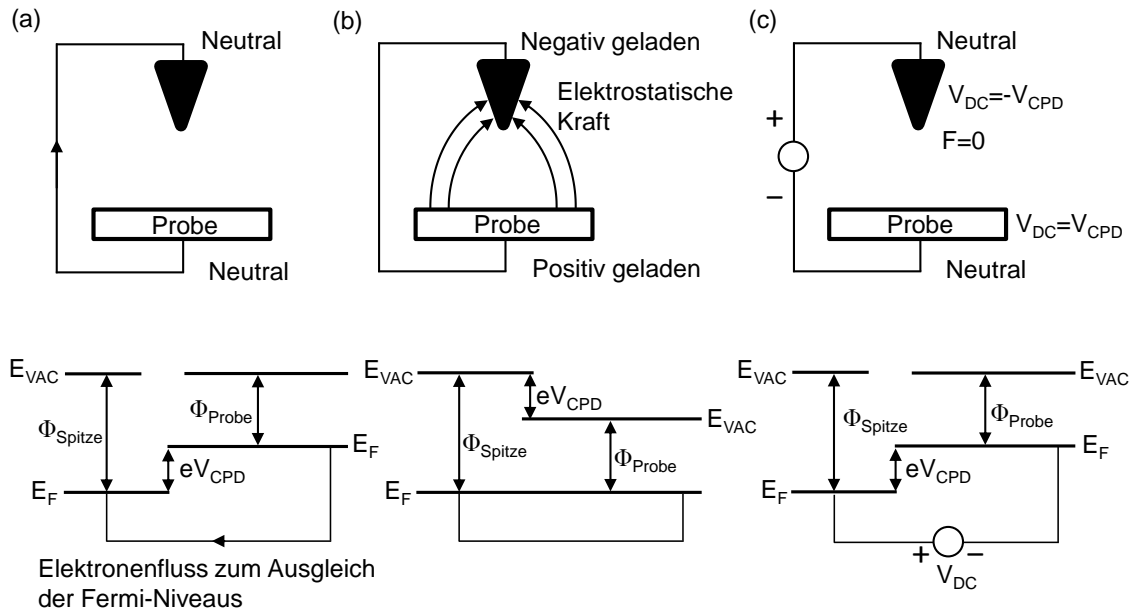 (a)
Neutral
Probe
Neutral
(b)
Negativ geladen
Elektrostatische
Kraft
Probe
Positiv geladen
(c)
Neutral
V_DC=-V_CPD
F=0
+
–
Probe
V_DC=V_CPD
Neutral
E_VAC
Φ_Spitze
Φ_Probe
E_F
eV_CPD
E_F
Elektronenfluss zum Ausgleich
der Fermi-Niveaus
E_VAC
eV_CPD
E_VAC
Φ_Spitze
Φ_Probe
E_F
E_VAC
E_VAC
Φ_Spitze
Φ_Probe
E_F
eV_CPD
E_F
+ –
V_DC